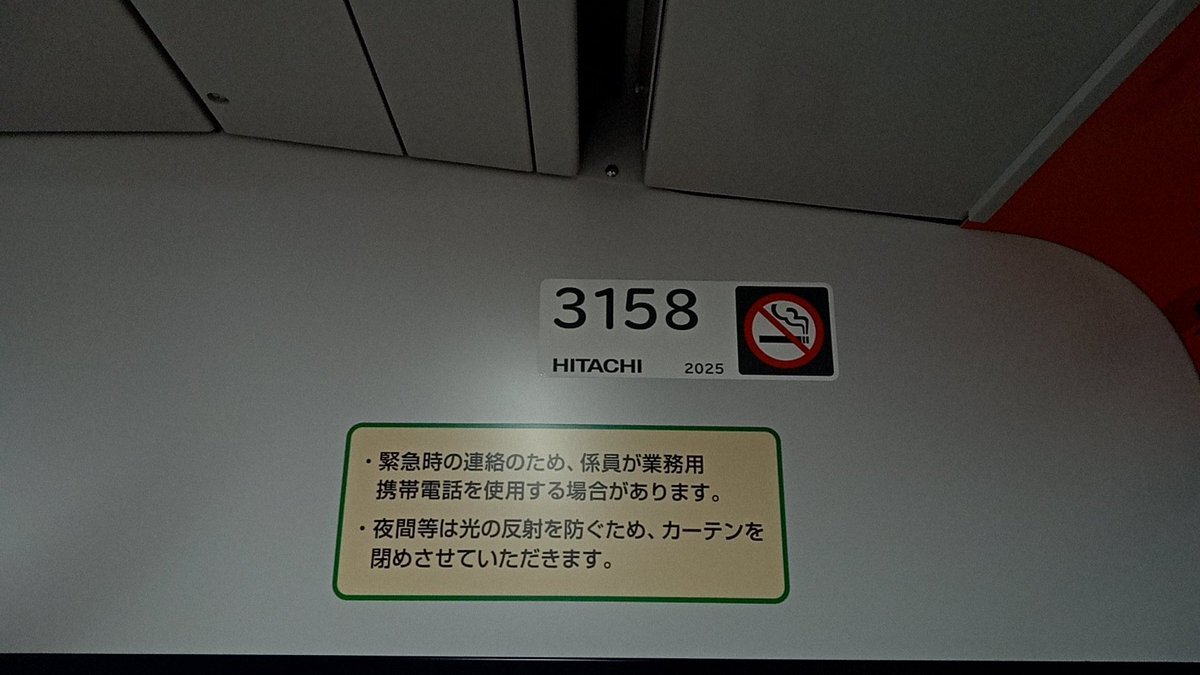 3158
HITACHI 2025
・緊急時の連絡のため、係員が業務用
携帯電話を使用する場合があります。
・夜間等は光の反射を防ぐため、カーテンを
閉めさせていただきます。